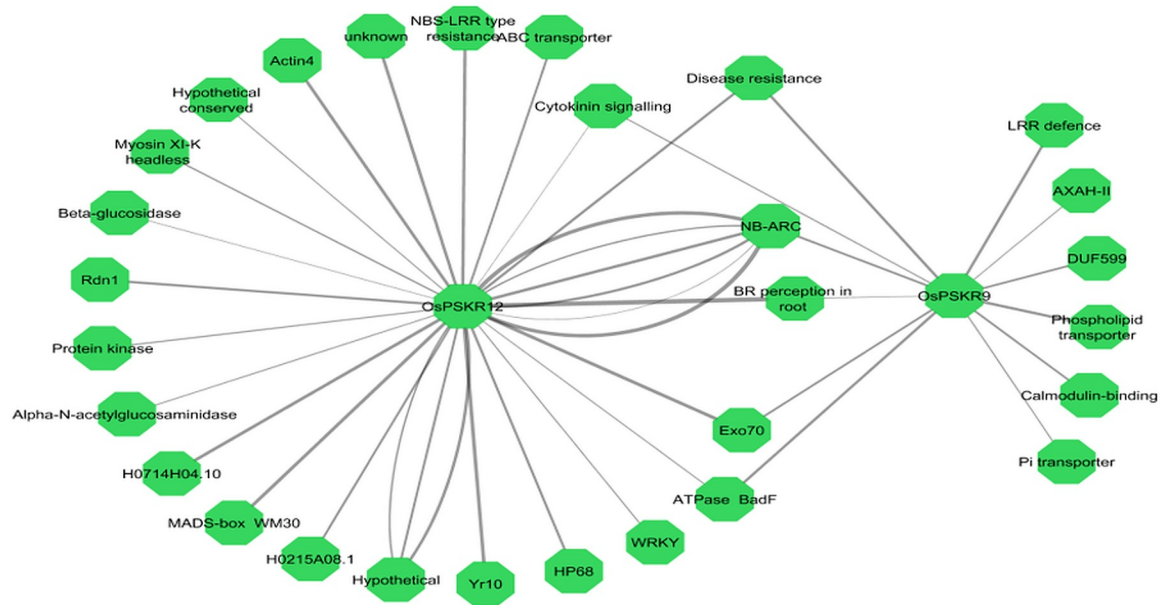 NBS-LRR type
resistance
unknown
ABC transporter
Actin4
Disease resistance
Hypothetical
conserved
Cytokinin signalling
LRR defence
Myosin XI-K
headless
AXAH-II
Beta-glucosidase
NB-ARC
DUF599
Rdn1
OsPSKR12
BR perception in
root
OsPSKR9
Phospholipid
transporter
Protein kinase
Calmodulin-binding
Alpha-N-acetylglucosaminidase
Exo70
Pi transporter
H0714H04.10
ATPase BadF
MADS-box WM30
WRKY
H0215A08.1
HP68
Hypothetical
Yr10